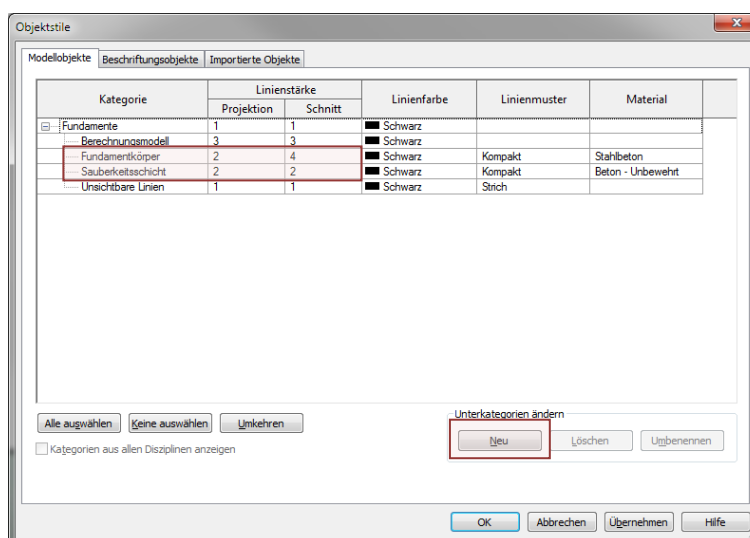 Objektstile
Modellobjekte Beschriftungsobjekte Importierte Objekte
Kategorie Linienstärke Linienfarbe Linienmuster Material
Projektion Schnitt
Fundamente 1 1 Schwarz
Berechnungsmodell 3 3 Schwarz
Fundamentkörper 2 4 Schwarz Kompakt Stahlbeton
Sauberkeitsschicht 2 2 Schwarz Kompakt Beton - Unbewehrt
Unsichtbare Linien 1 1 Schwarz Strich
Alle auswählen Keine auswählen Umkehren
Kategorien aus allen Disziplinen anzeigen
Unterkategorien ändern
Neu Löschen Umbenennen
OK Abbrechen Übernehmen Hilfe